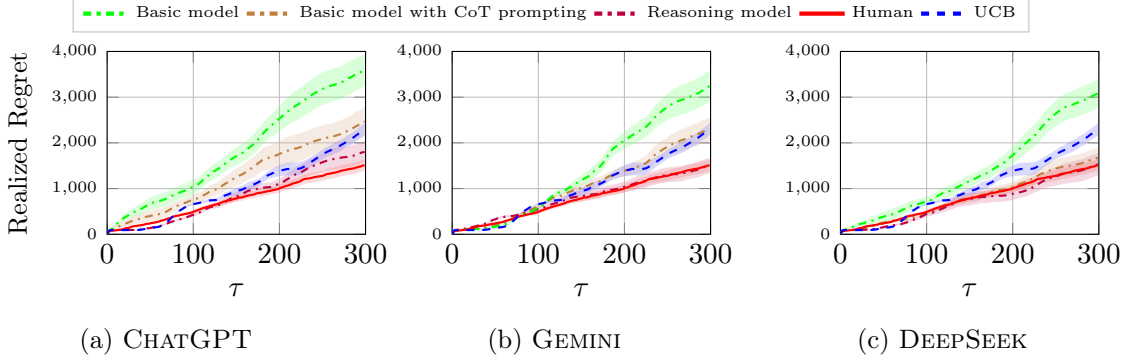 Basic model Basic model with CoT prompting Reasoning model Human UCB
Realized Regret
4,000
3,000
2,000
1,000
0
0 100 200 300
τ
(a) CHATGPT
4,000
3,000
2,000
1,000
0
0 100 200 300
τ
(b) GEMINI
4,000
3,000
2,000
1,000
0
0 100 200 300
τ
(c) DEEPSEEK